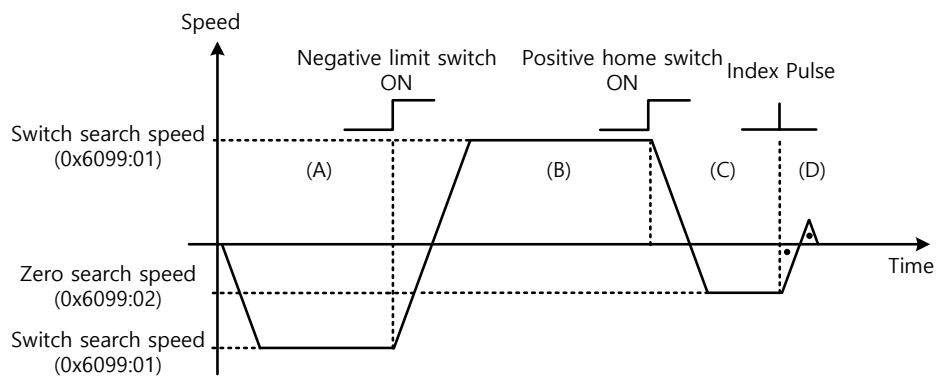 Speed
Negative limit switch
ON
Positive home switch
ON
Index Pulse
Switch search speed
(0x6099:01)
(A)
(B)
(C)
(D)
Time
Zero search speed
(0x6099:02)
Switch search speed
(0x6099:01)